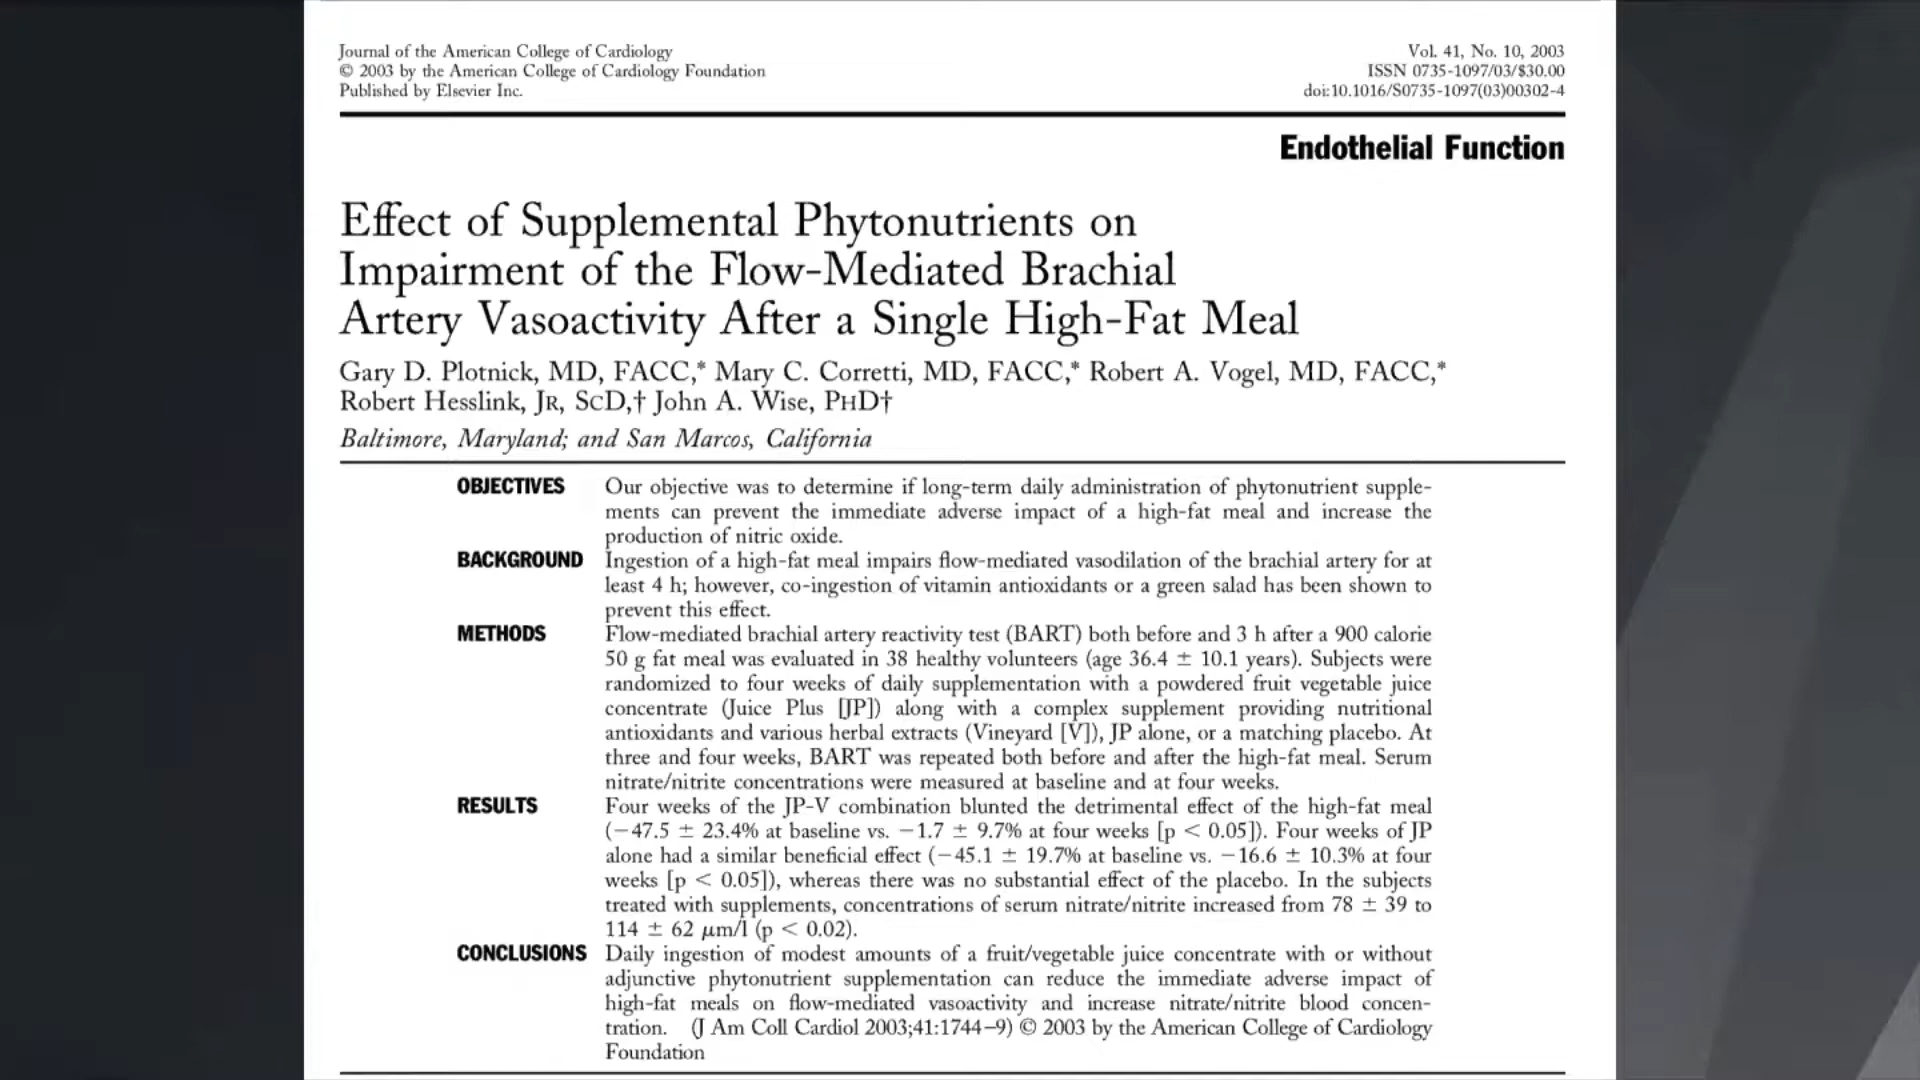 Journal of the American College of Cardiology
© 2003 by the American College of Cardiology Foundation
Published by Elsevier Inc.
Vol. 41, No. 10, 2003
ISSN 0735-1097/03/$30.00
doi:10.1016/S0735-1097(03)00302-4
Endothelial Function
Effect of Supplemental Phytonutrients on
Impairment of the Flow-Mediated Brachial
Artery Vasoactivity After a Single High-Fat Meal
Gary D. Plotnick, MD, FACC,* Mary C. Corretti, MD, FACC,* Robert A. Vogel, MD, FACC,*
Robert Hesslink, JR, SCD,† John A. Wise, PHD†
Baltimore, Maryland; and San Marcos, California
OBJECTIVES Our objective was to determine if long-term daily administration of phytonutrient supple-
ments can prevent the immediate adverse impact of a high-fat meal and increase the
production of nitric oxide.
BACKGROUND Ingestion of a high-fat meal impairs flow-mediated vasodilation of the brachial artery for at
least 4 h; however, co-ingestion of vitamin antioxidants or a green salad has been shown to
prevent this effect.
METHODS Flow-mediated brachial artery reactivity test (BART) both before and 3 h after a 900 calorie
50 g fat meal was evaluated in 38 healthy volunteers (age 36.4 ± 10.1 years). Subjects were
randomized to four weeks of daily supplementation with a powdered fruit vegetable juice
concentrate (Juice Plus [JP]) along with a complex supplement providing nutritional
antioxidants and various herbal extracts (Vineyard [V]), JP alone, or a matching placebo. At
three and four weeks, BART was repeated both before and after the high-fat meal. Serum
nitrate/nitrite concentrations were measured at baseline and at four weeks.
RESULTS Four weeks of the JP-V combination blunted the detrimental effect of the high-fat meal
(−47.5 ± 23.4% at baseline vs. −1.7 ± 9.7% at four weeks [p < 0.05]). Four weeks of JP
alone had a similar beneficial effect (−45.1 ± 19.7% at baseline vs. −16.6 ± 10.3% at four
weeks [p < 0.05]), whereas there was no substantial effect of the placebo. In the subjects
treated with supplements, concentrations of serum nitrate/nitrite increased from 78 ± 39 to
114 ± 62 μm/l (p < 0.02).
CONCLUSIONS Daily ingestion of modest amounts of a fruit/vegetable juice concentrate with or without
adjunctive phytonutrient supplementation can reduce the immediate adverse impact of
high-fat meals on flow-mediated vasoactivity and increase nitrate/nitrite blood concen-
tration. (J Am Coll Cardiol 2003;41:1744–9) © 2003 by the American College of Cardiology
Foundation